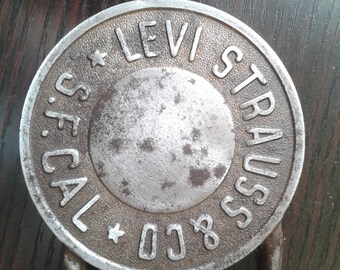 LEVI STRAUSS & CO
S.F. CAL